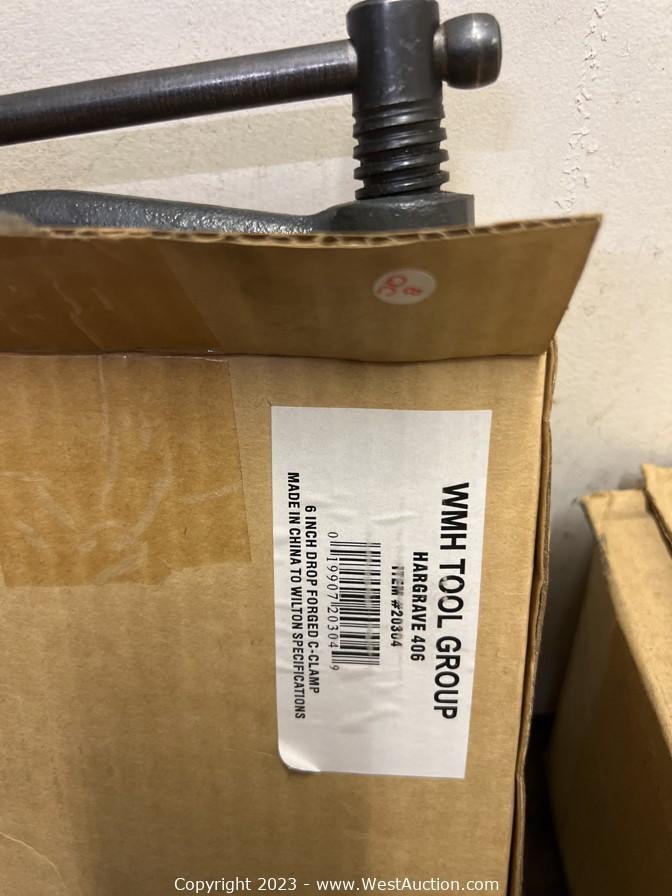 WMH TOOL GROUP
HARGRAVE 406
ITEM #20304
0 19907 20304 9
6 INCH DROP FORGED C-CLAMP
MADE IN CHINA TO WILTON SPECIFICATIONS
Copyright 2023 - www.WestAuction.com